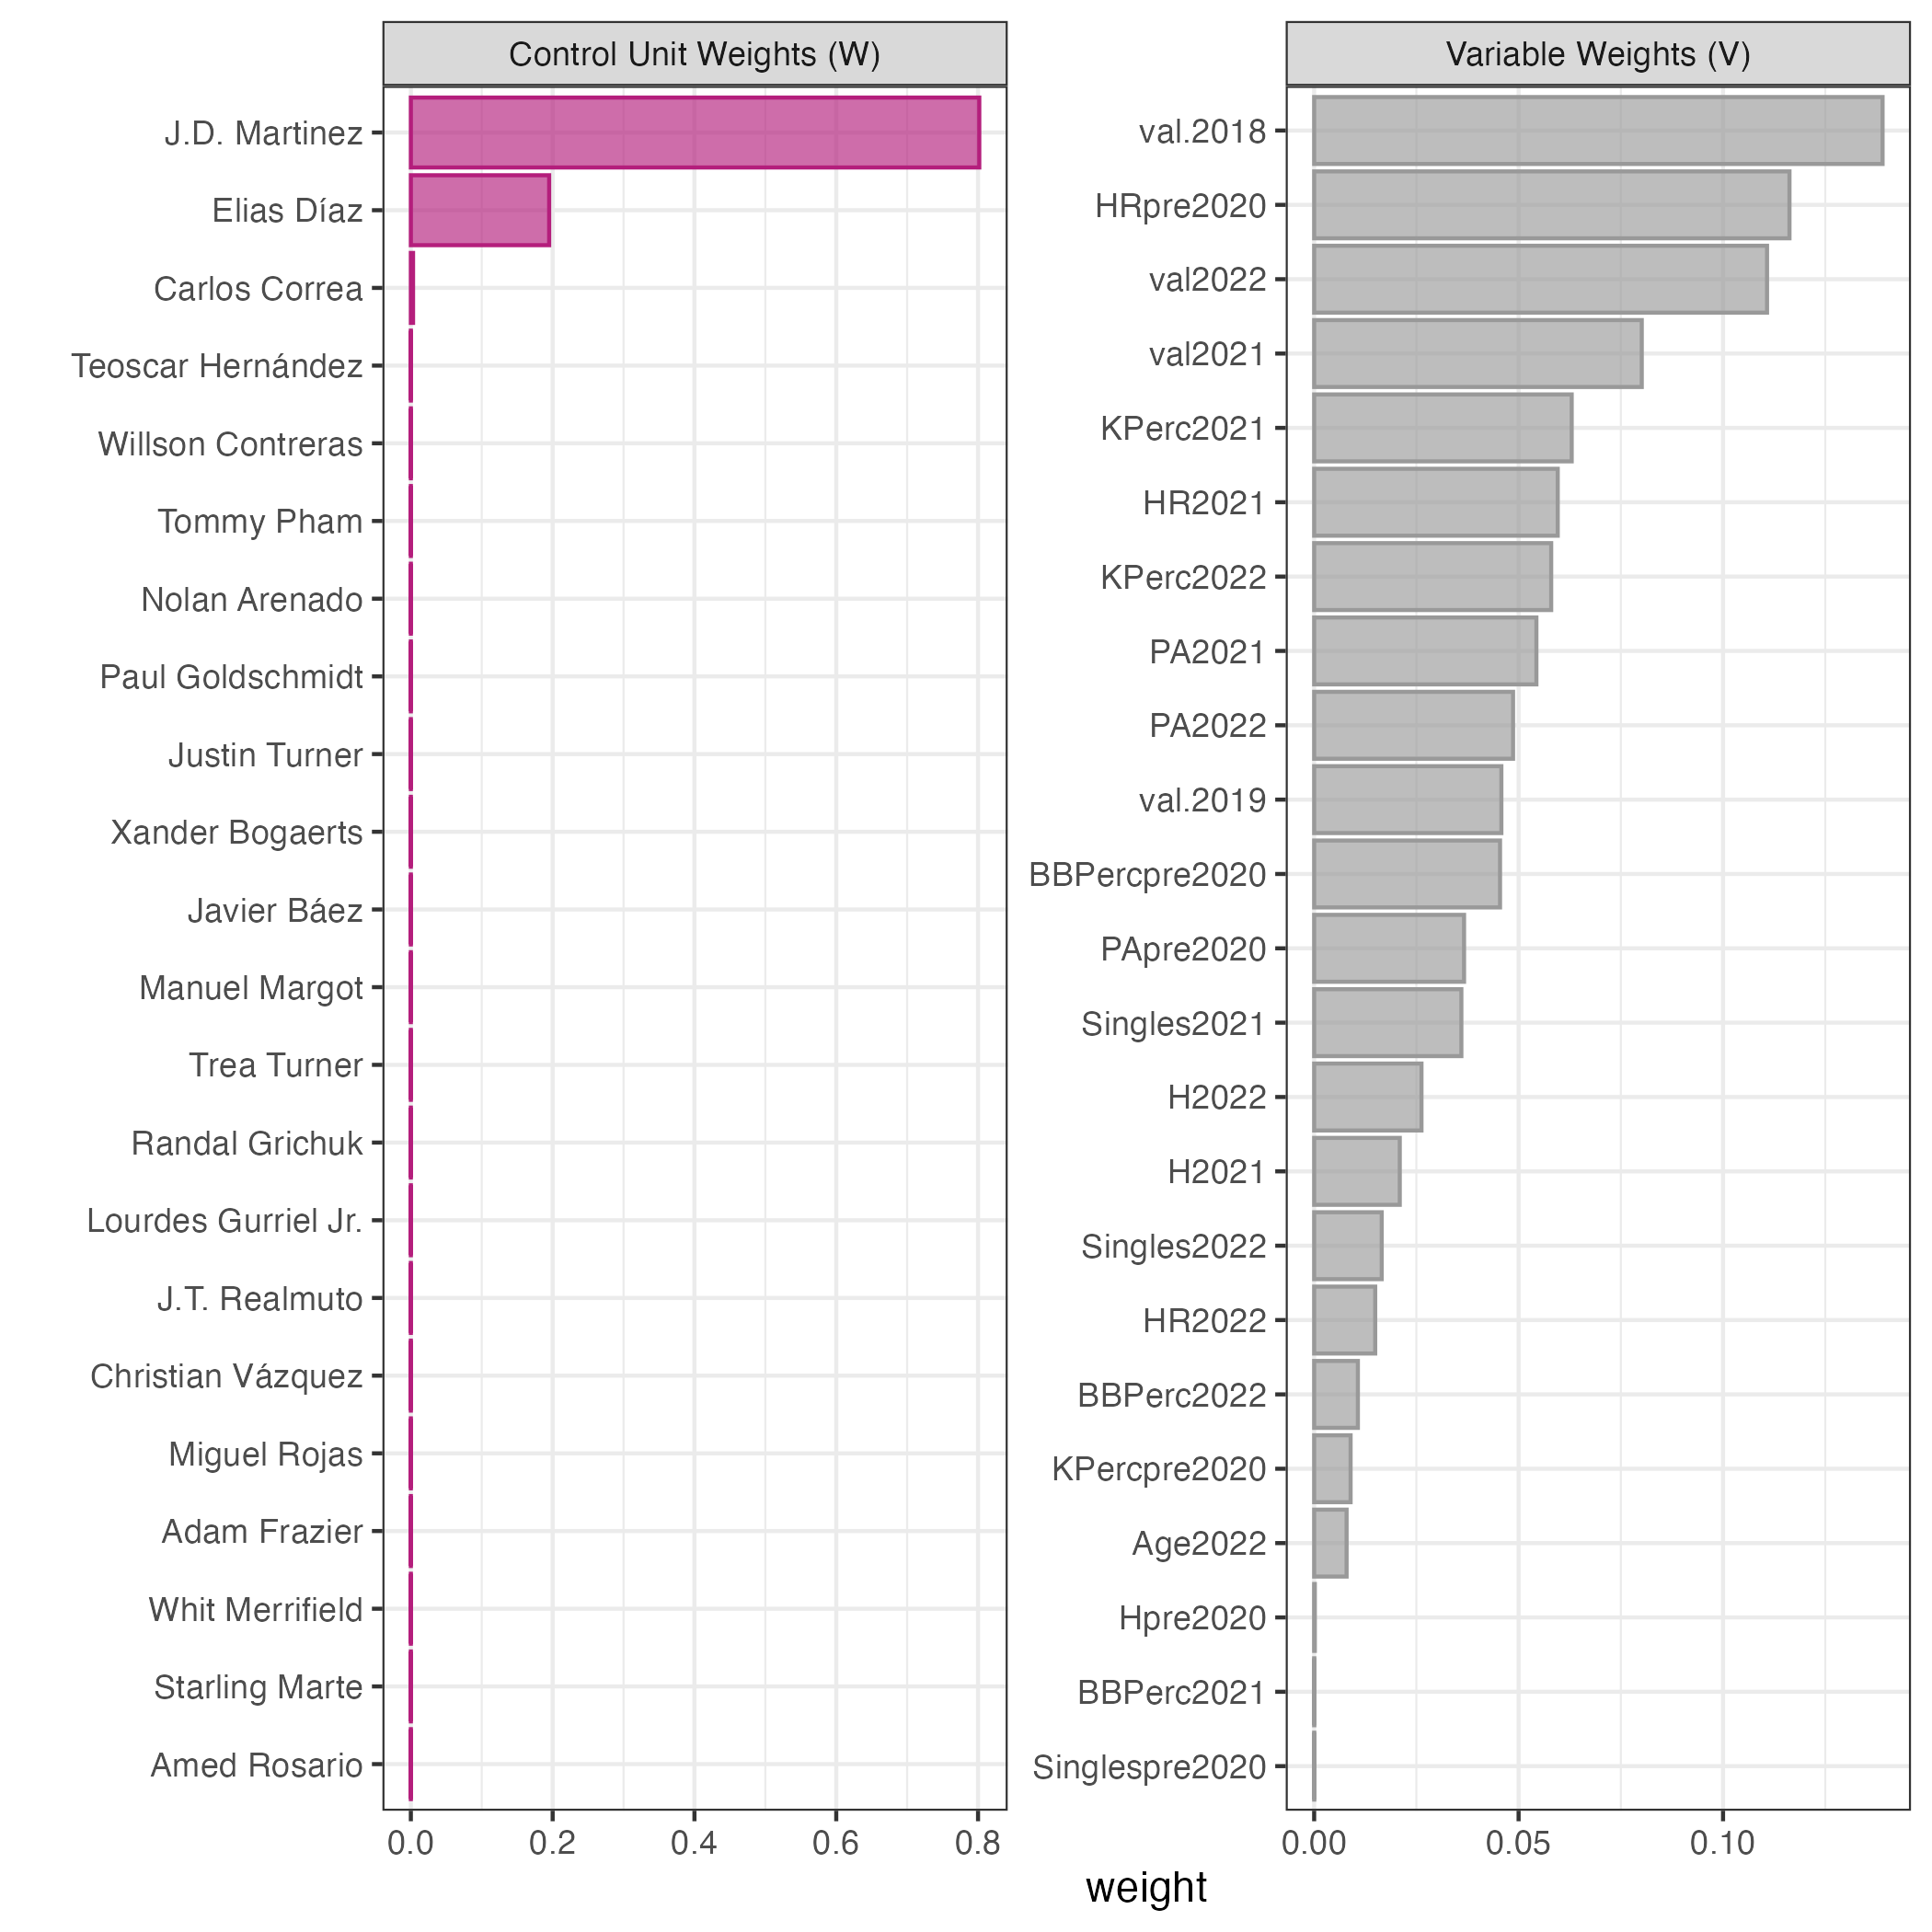 Control Unit Weights (W)
J.D. Martinez
Elias Díaz
Carlos Correa
Teoscar Hernández
Willson Contreras
Tommy Pham
Nolan Arenado
Paul Goldschmidt
Justin Turner
Xander Bogaerts
Javier Báez
Manuel Margot
Trea Turner
Randal Grichuk
Lourdes Gurriel Jr.
J.T. Realmuto
Christian Vázquez
Miguel Rojas
Adam Frazier
Whit Merrifield
Starling Marte
Amed Rosario
0.0 0.2 0.4 0.6 0.8
Variable Weights (V)
val.2018
HRpre2020
val2022
val2021
KPerc2021
HR2021
KPerc2022
PA2021
PA2022
val.2019
BBPercpre2020
PApre2020
Singles2021
H2022
H2021
Singles2022
HR2022
BBPerc2022
KPercpre2020
Age2022
Hpre2020
BBPerc2021
Singlespre2020
0.00 0.05 0.10
weight